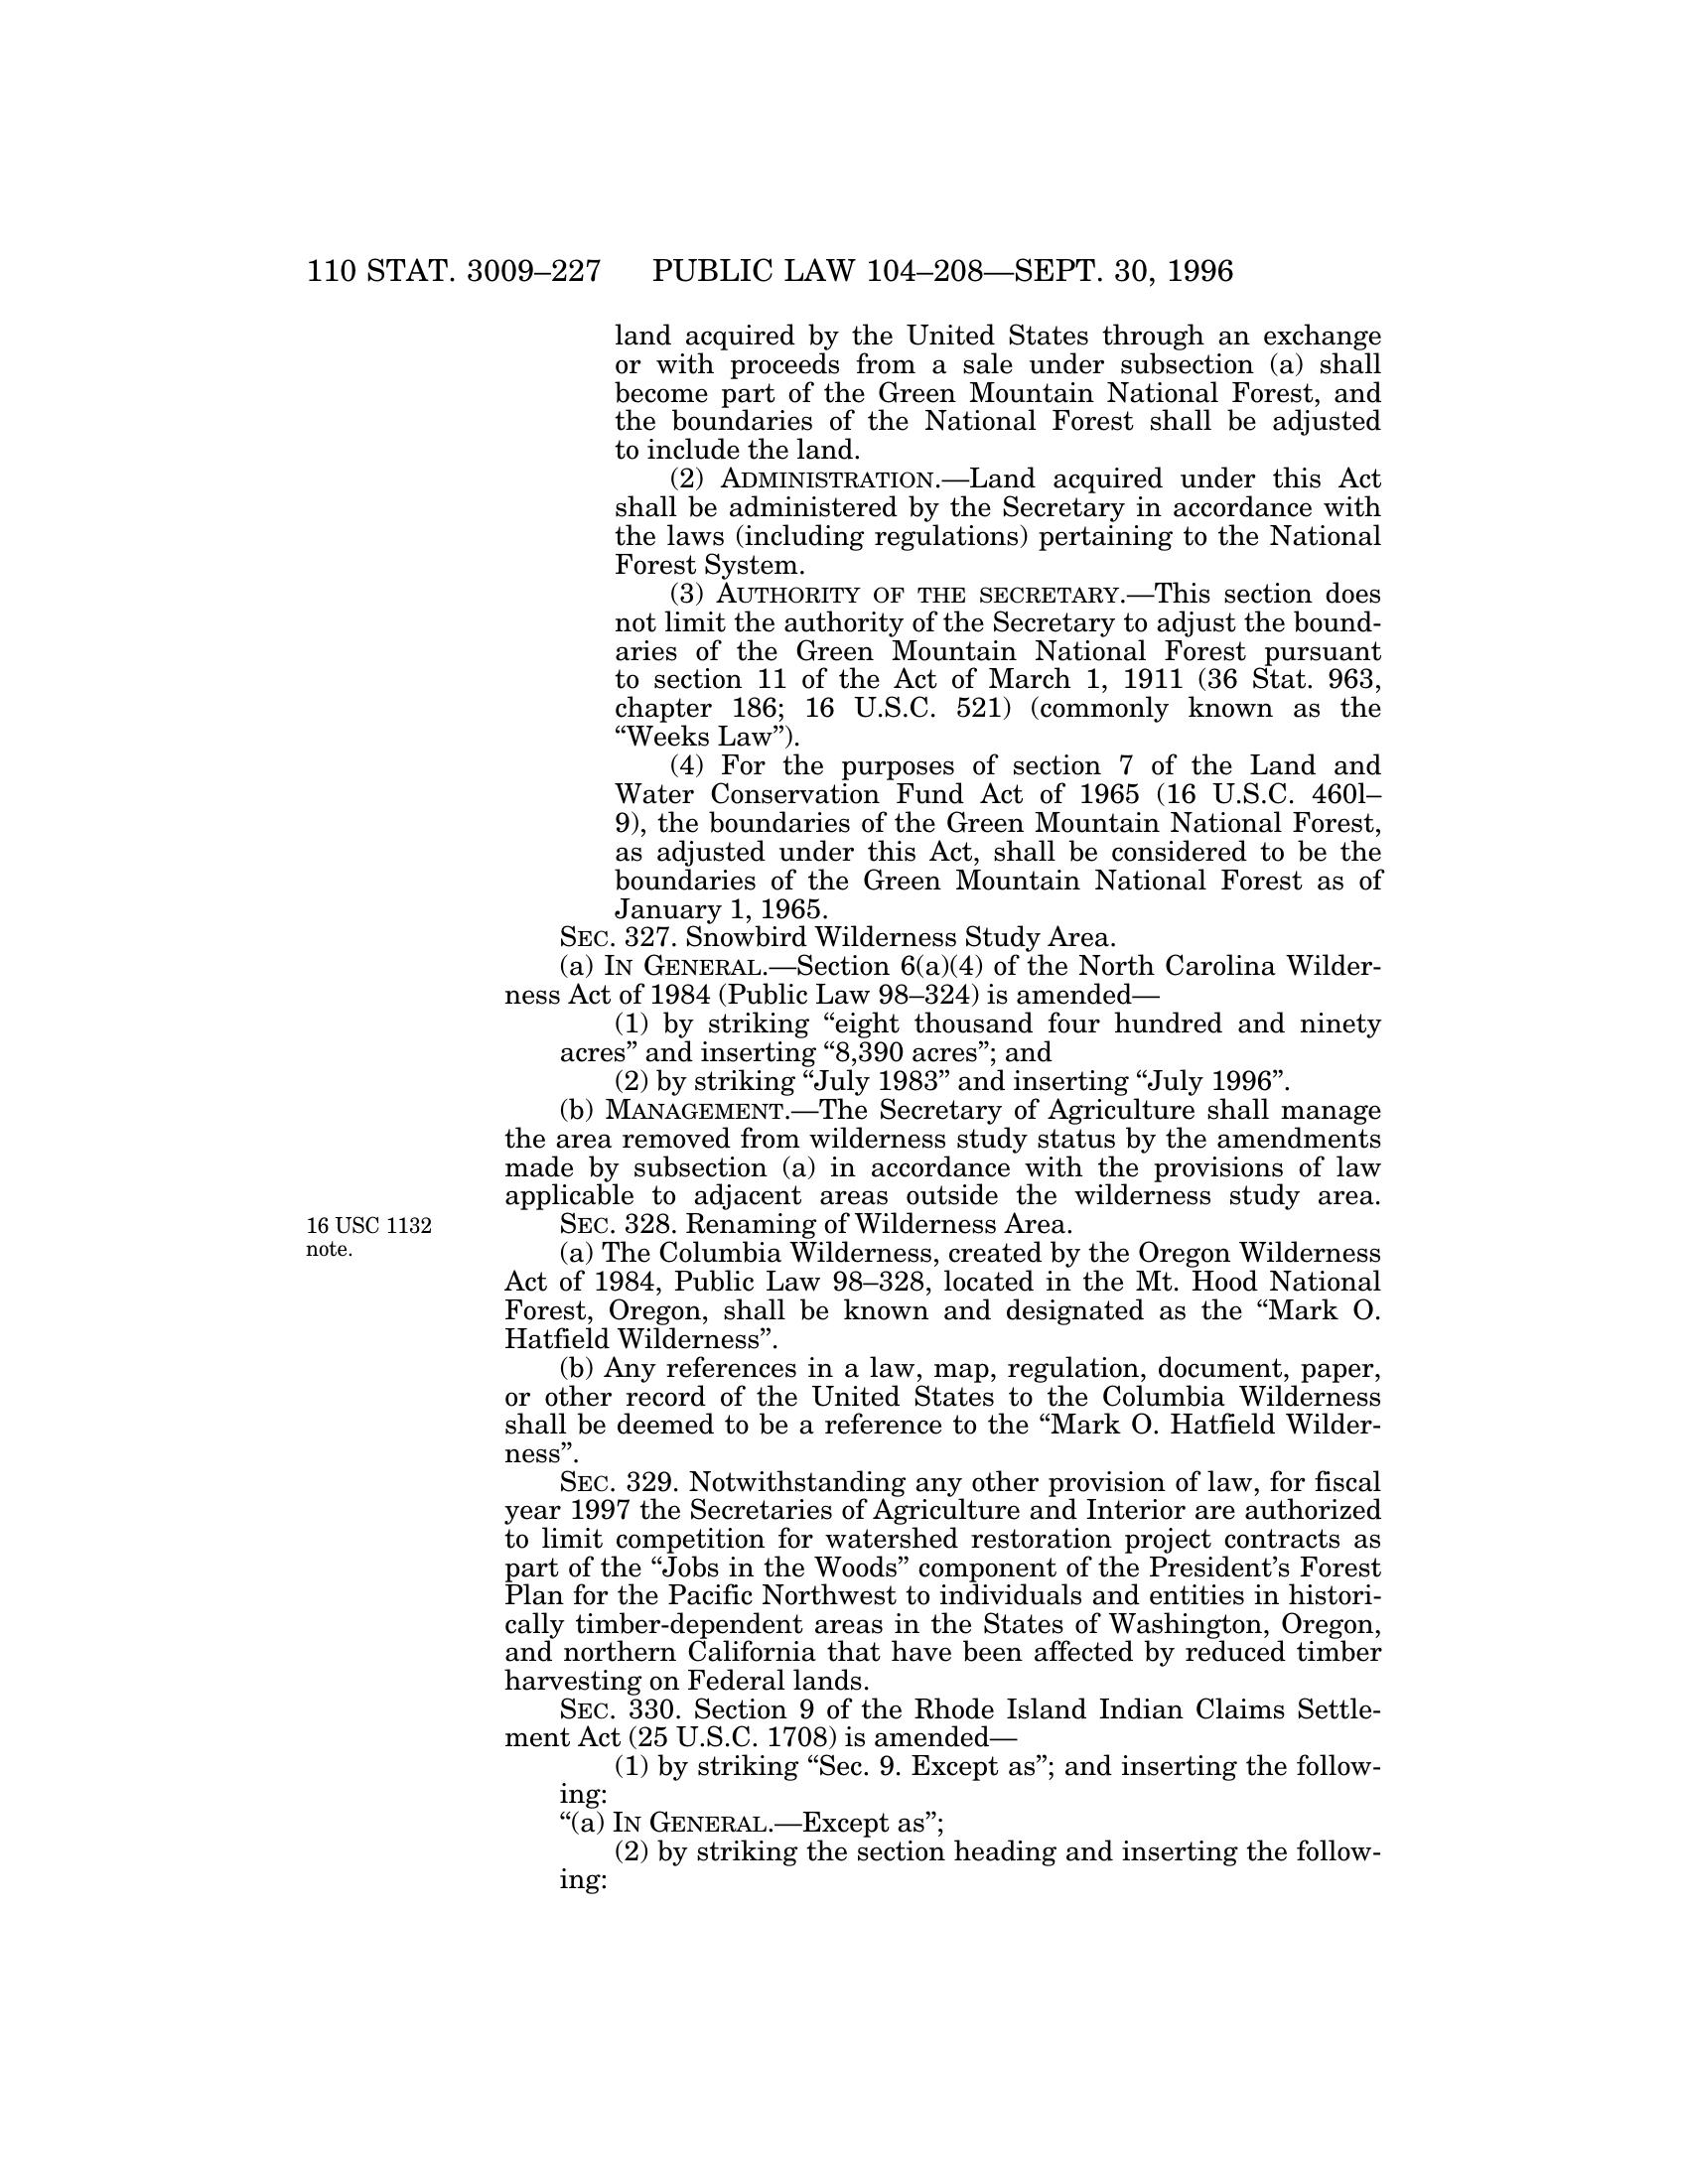 110 STAT. 3009–227 PUBLIC LAW 104–208—SEPT. 30, 1996
land acquired by the United States through an exchange
or with proceeds from a sale under subsection (a) shall
become part of the Green Mountain National Forest, and
the boundaries of the National Forest shall be adjusted
to include the land.
(2) ADMINISTRATION.—Land acquired under this Act
shall be administered by the Secretary in accordance with
the laws (including regulations) pertaining to the National
Forest System.
(3) AUTHORITY OF THE SECRETARY.—This section does
not limit the authority of the Secretary to adjust the bound-
aries of the Green Mountain National Forest pursuant
to section 11 of the Act of March 1, 1911 (36 Stat. 963,
chapter 186; 16 U.S.C. 521) (commonly known as the
“Weeks Law”).
(4) For the purposes of section 7 of the Land and
Water Conservation Fund Act of 1965 (16 U.S.C. 460l–
9), the boundaries of the Green Mountain National Forest,
as adjusted under this Act, shall be considered to be the
boundaries of the Green Mountain National Forest as of
January 1, 1965.
SEC. 327. Snowbird Wilderness Study Area.
(a) IN GENERAL.—Section 6(a)(4) of the North Carolina Wilder-
ness Act of 1984 (Public Law 98–324) is amended—
(1) by striking “eight thousand four hundred and ninety
acres” and inserting “8,390 acres”; and
(2) by striking “July 1983” and inserting “July 1996”.
(b) MANAGEMENT.—The Secretary of Agriculture shall manage
the area removed from wilderness study status by the amendments
made by subsection (a) in accordance with the provisions of law
applicable to adjacent areas outside the wilderness study area.
16 USC 1132
note.
SEC. 328. Renaming of Wilderness Area.
(a) The Columbia Wilderness, created by the Oregon Wilderness
Act of 1984, Public Law 98–328, located in the Mt. Hood National
Forest, Oregon, shall be known and designated as the “Mark O.
Hatfield Wilderness”.
(b) Any references in a law, map, regulation, document, paper,
or other record of the United States to the Columbia Wilderness
shall be deemed to be a reference to the “Mark O. Hatfield Wilder-
ness”.
SEC. 329. Notwithstanding any other provision of law, for fiscal
year 1997 the Secretaries of Agriculture and Interior are authorized
to limit competition for watershed restoration project contracts as
part of the “Jobs in the Woods” component of the President’s Forest
Plan for the Pacific Northwest to individuals and entities in histori-
cally timber-dependent areas in the States of Washington, Oregon,
and northern California that have been affected by reduced timber
harvesting on Federal lands.
SEC. 330. Section 9 of the Rhode Island Indian Claims Settle-
ment Act (25 U.S.C. 1708) is amended—
(1) by striking “Sec. 9. Except as”; and inserting the follow-
ing:
“(a) IN GENERAL.—Except as”;
(2) by striking the section heading and inserting the follow-
ing: